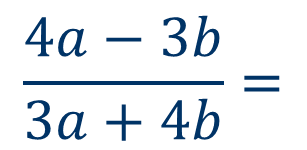 4a − 3b
3a + 4b =